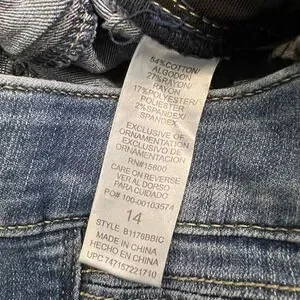 54%COTTON/
ALGODON
27%RAYON/
RAYON
17%POLYESTER/
POLIESTER
2%SPANDEX/
SPANDEX
EXCLUSIVE OF
ORNAMENTATION
EXCLUSIVO DE
ORNAMENTACION
RN#15600
CARE ON REVERSE
VER AL DORSO
PARA CUIDADO
PO# 100-00103574
14
STYLE: B1176BBIC
MADE IN CHINA
HECHO EN CHINA
UPC 747157221710